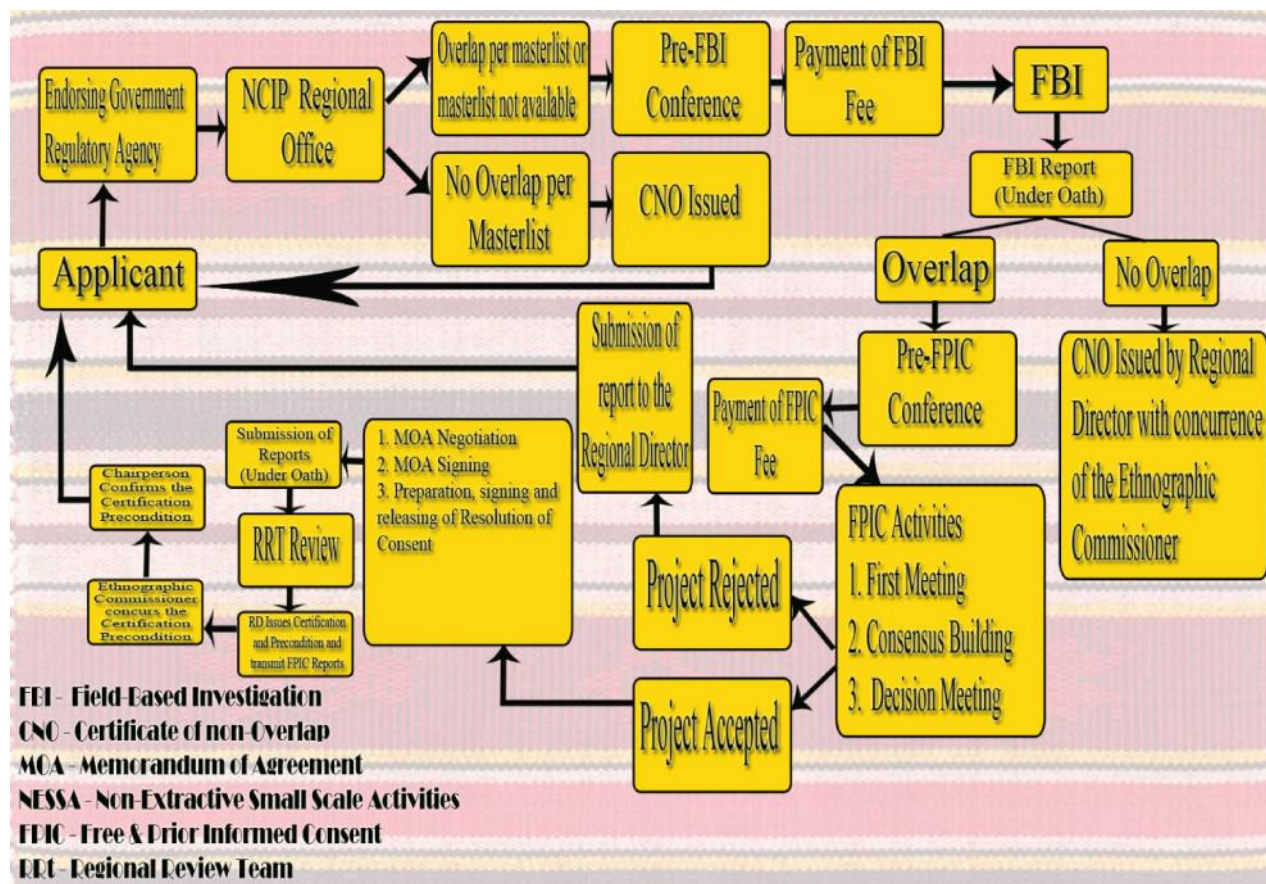 Endorsing Government
Regulatory Agency
NCIP Regional
Office
Overlap per masterlist or
masterlist not available
Pre-FBI
Conference
Payment of FBI
Fee
FBI
No Overlap per
Masterlist
CNO Issued
FBI Report
(Under Oath)
Applicant
Overlap
No Overlap
Submission of
report to the
Regional Director
Pre-FPIC
Conference
CNO Issued by Regional
Director with concurrence
of the Ethnographic
Commissioner
Payment of FPIC
Fee
Submission of
Reports
(Under Oath)
1. MOA Negotiation
2. MOA Signing
3. Preparation, signing and
releasing of Resolution of
Consent
Chairperson
Confirms the
Certification
Precondition
RRT Review
FPIC Activities
1. First Meeting
2. Consensus Building
3. Decision Meeting
Project Rejected
Ethnographic
Commissioner
concurs the
Certification
Precondition
RD Issues Certification
and Precondition and
transmit FPIC Reports
Project Accepted
FBI - Field-Based Investigation
CNO - Certificate of non-Overlap
MOA - Memorandum of Agreement
NESSA - Non-Extractive Small Scale Activities
FPIC - Free & Prior Informed Consent
RRt - Regional Review Team